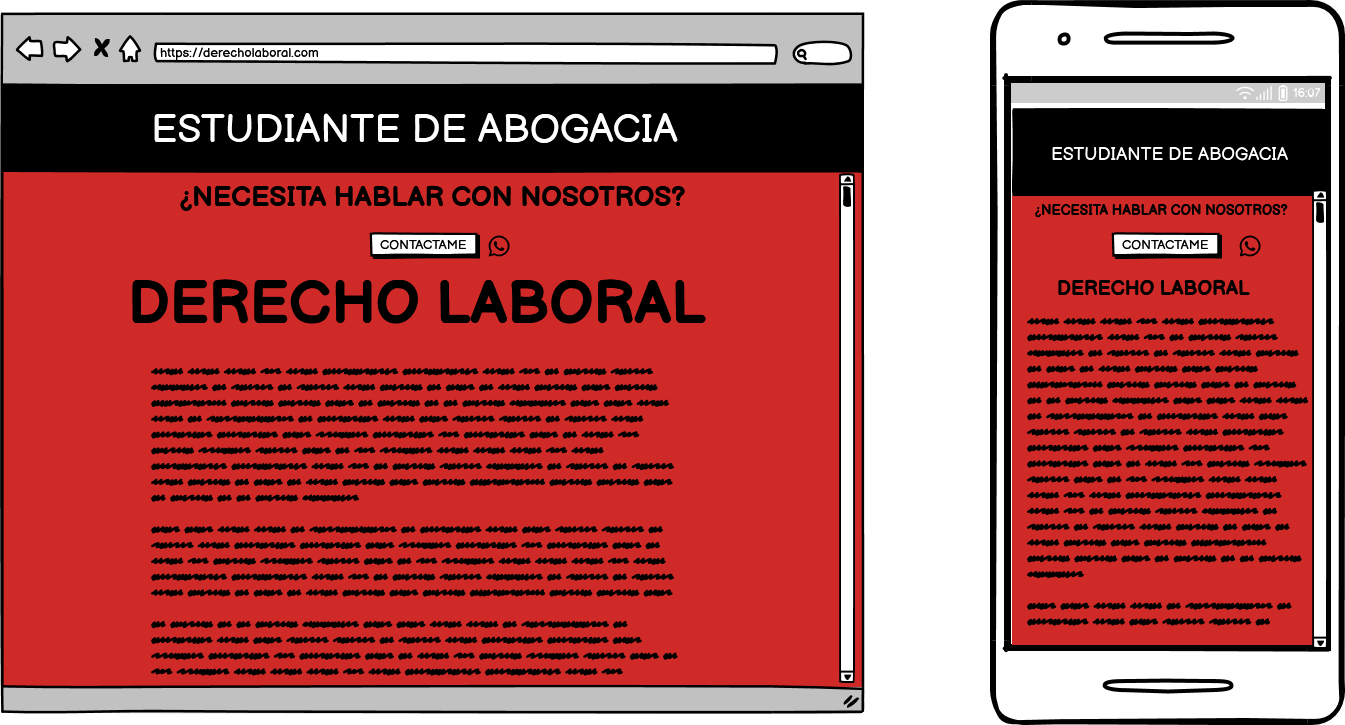 https://derecholaboral.com
ESTUDIANTE DE ABOGACIA
¿NECESITA HABLAR CON NOSOTROS?
CONTACTAME
DERECHO LABORAL
16:07
ESTUDIANTE DE ABOGACIA
¿NECESITA HABLAR CON NOSOTROS?
CONTACTAME
DERECHO LABORAL